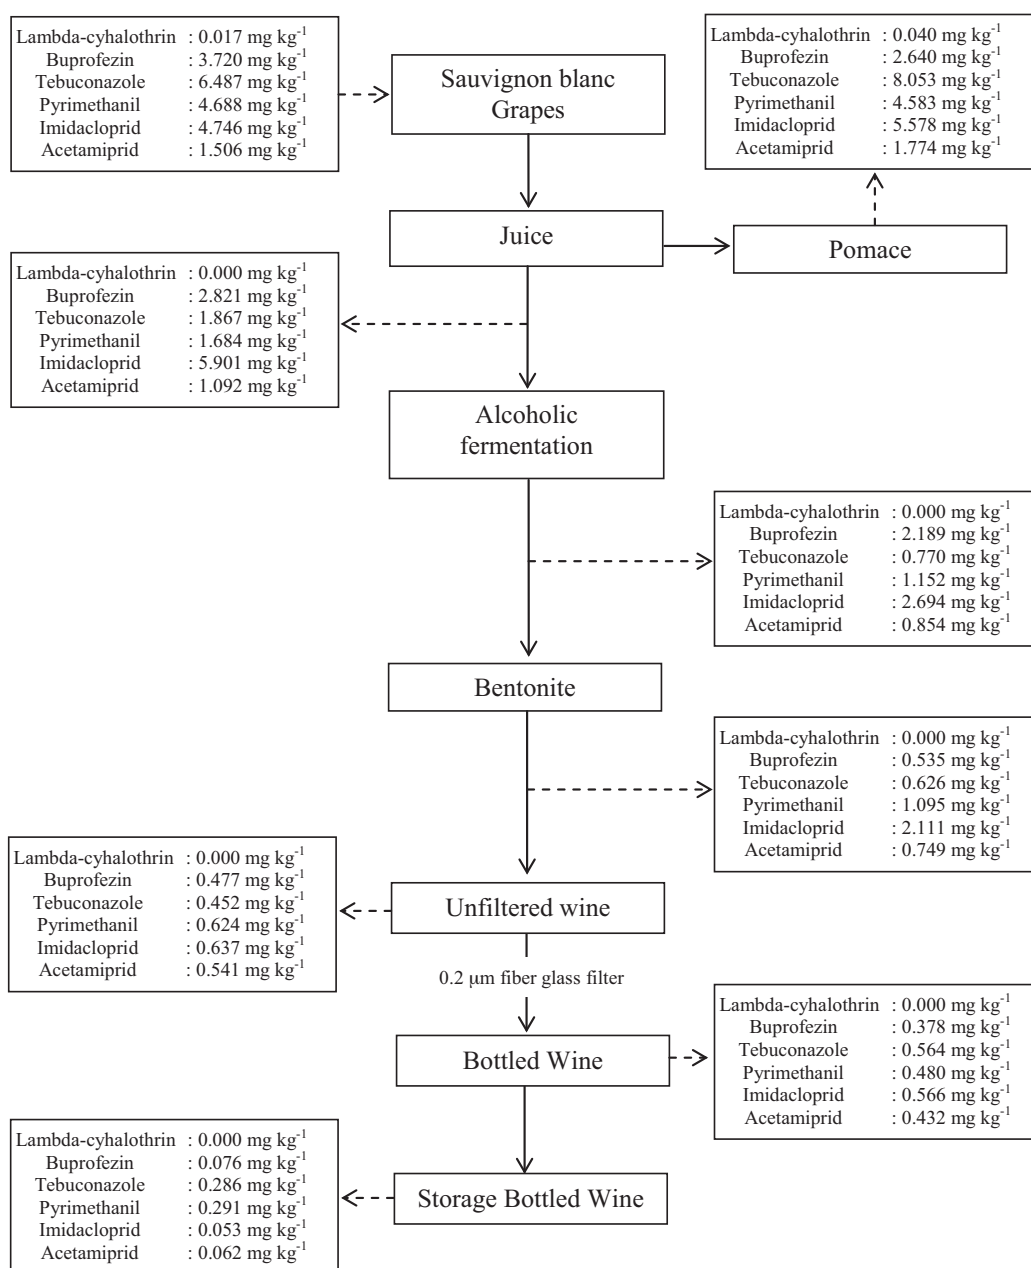 Lambda-cyhalothrin : 0.017 mg kg⁻¹
Buprofezin : 3.720 mg kg⁻¹
Tebuconazole : 6.487 mg kg⁻¹
Pyrimethanil : 4.688 mg kg⁻¹
Imidacloprid : 4.746 mg kg⁻¹
Acetamiprid : 1.506 mg kg⁻¹
Sauvignon blanc
Grapes
Lambda-cyhalothrin : 0.040 mg kg⁻¹
Buprofezin : 2.640 mg kg⁻¹
Tebuconazole : 8.053 mg kg⁻¹
Pyrimethanil : 4.583 mg kg⁻¹
Imidacloprid : 5.578 mg kg⁻¹
Acetamiprid : 1.774 mg kg⁻¹
Juice
Pomace
Lambda-cyhalothrin : 0.000 mg kg⁻¹
Buprofezin : 2.821 mg kg⁻¹
Tebuconazole : 1.867 mg kg⁻¹
Pyrimethanil : 1.684 mg kg⁻¹
Imidacloprid : 5.901 mg kg⁻¹
Acetamiprid : 1.092 mg kg⁻¹
Alcoholic
fermentation
Lambda-cyhalothrin : 0.000 mg kg⁻¹
Buprofezin : 2.189 mg kg⁻¹
Tebuconazole : 0.770 mg kg⁻¹
Pyrimethanil : 1.152 mg kg⁻¹
Imidacloprid : 2.694 mg kg⁻¹
Acetamiprid : 0.854 mg kg⁻¹
Bentonite
Lambda-cyhalothrin : 0.000 mg kg⁻¹
Buprofezin : 0.535 mg kg⁻¹
Tebuconazole : 0.626 mg kg⁻¹
Pyrimethanil : 1.095 mg kg⁻¹
Imidacloprid : 2.111 mg kg⁻¹
Acetamiprid : 0.749 mg kg⁻¹
Lambda-cyhalothrin : 0.000 mg kg⁻¹
Buprofezin : 0.477 mg kg⁻¹
Tebuconazole : 0.452 mg kg⁻¹
Pyrimethanil : 0.624 mg kg⁻¹
Imidacloprid : 0.637 mg kg⁻¹
Acetamiprid : 0.541 mg kg⁻¹
Unfiltered wine
0.2 µm fiber glass filter
Lambda-cyhalothrin : 0.000 mg kg⁻¹
Buprofezin : 0.378 mg kg⁻¹
Tebuconazole : 0.564 mg kg⁻¹
Pyrimethanil : 0.480 mg kg⁻¹
Imidacloprid : 0.566 mg kg⁻¹
Acetamiprid : 0.432 mg kg⁻¹
Bottled Wine
Lambda-cyhalothrin : 0.000 mg kg⁻¹
Buprofezin : 0.076 mg kg⁻¹
Tebuconazole : 0.286 mg kg⁻¹
Pyrimethanil : 0.291 mg kg⁻¹
Imidacloprid : 0.053 mg kg⁻¹
Acetamiprid : 0.062 mg kg⁻¹
Storage Bottled Wine